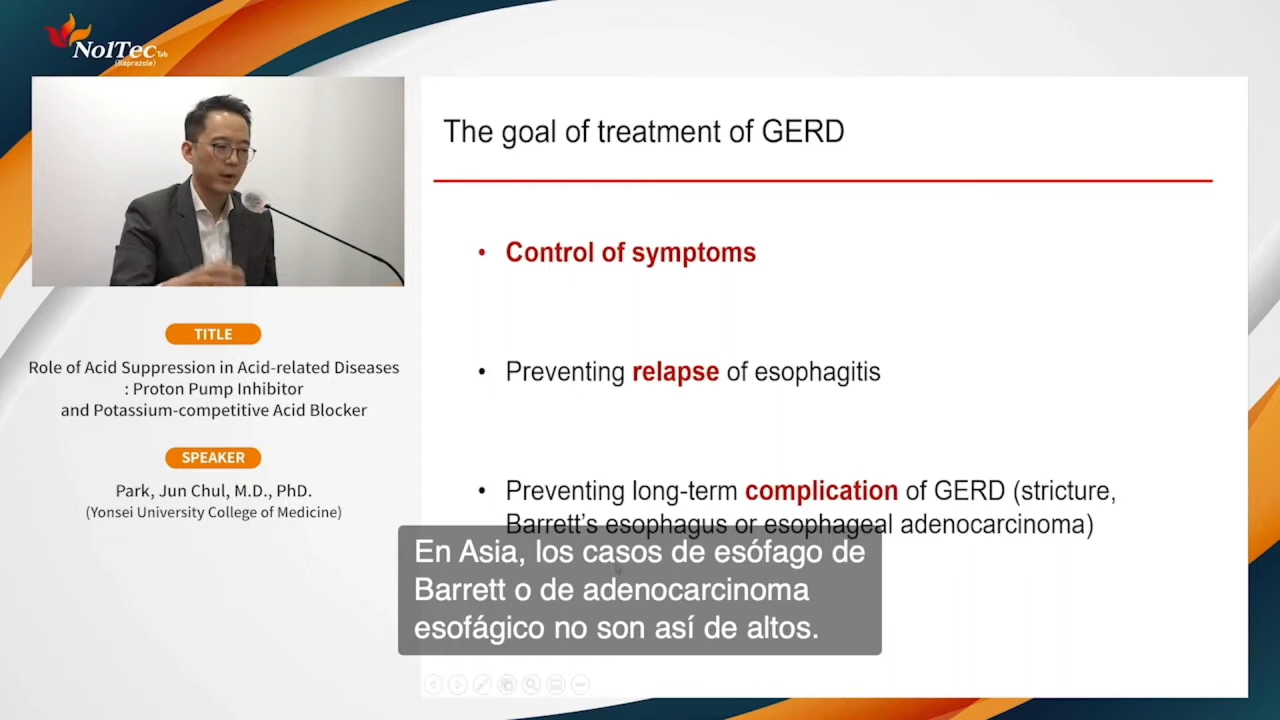 NolTec Tab
(Ilaprazole)
The goal of treatment of GERD
• Control of symptoms
• Preventing relapse of esophagitis
• Preventing long-term complication of GERD (stricture,
Barrett's esophagus or esophageal adenocarcinoma)
TITLE
Role of Acid Suppression in Acid-related Diseases
: Proton Pump Inhibitor
and Potassium-competitive Acid Blocker
SPEAKER
Park, Jun Chul, M.D., PhD.
(Yonsei University College of Medicine)
En Asia, los casos de esófago de
Barrett o de adenocarcinoma
esofágico no son así de altos.